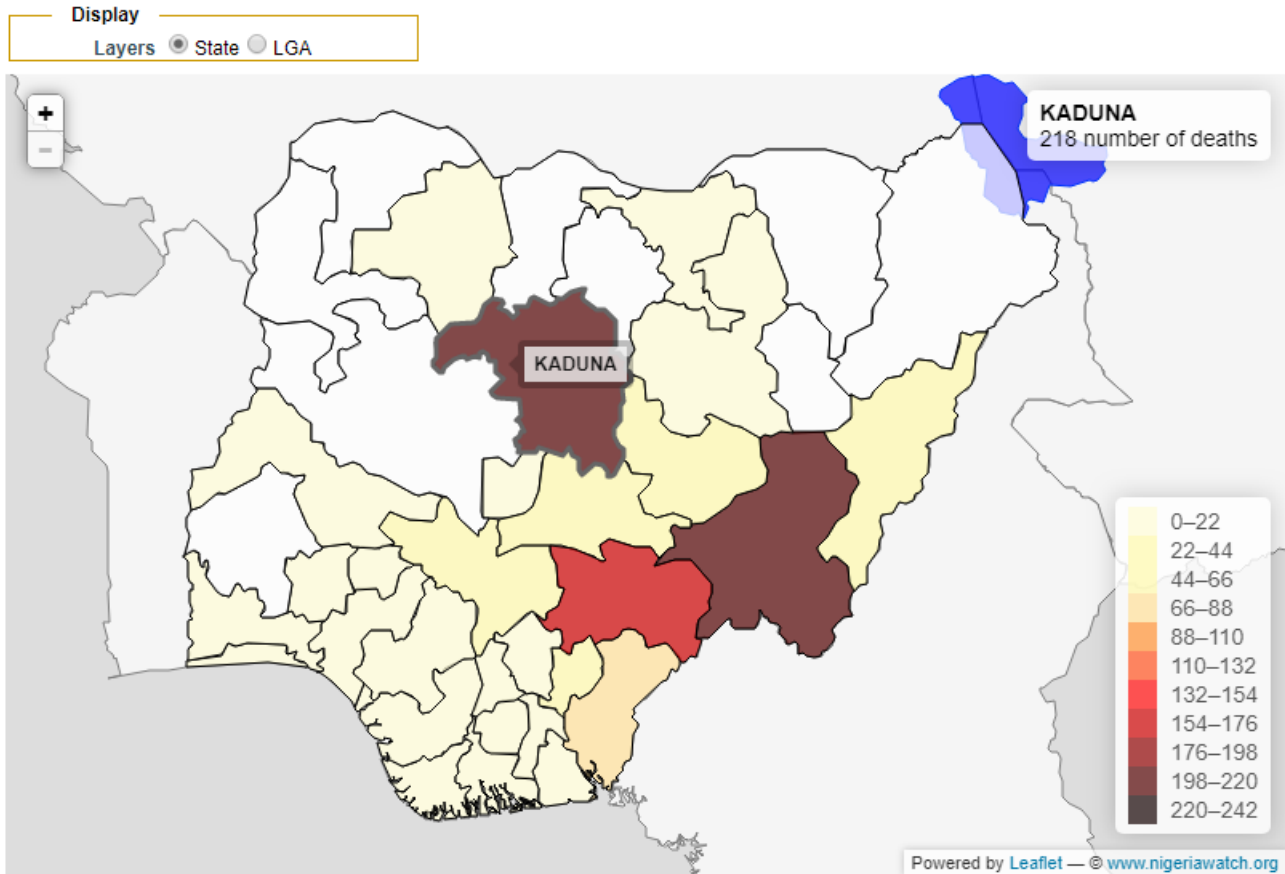 Display
Layers State LGA
+
−
KADUNA
218 number of deaths
KADUNA
0–22
22–44
44–66
66–88
88–110
110–132
132–154
154–176
176–198
198–220
220–242
Powered by Leaflet — © www.nigeriawatch.org